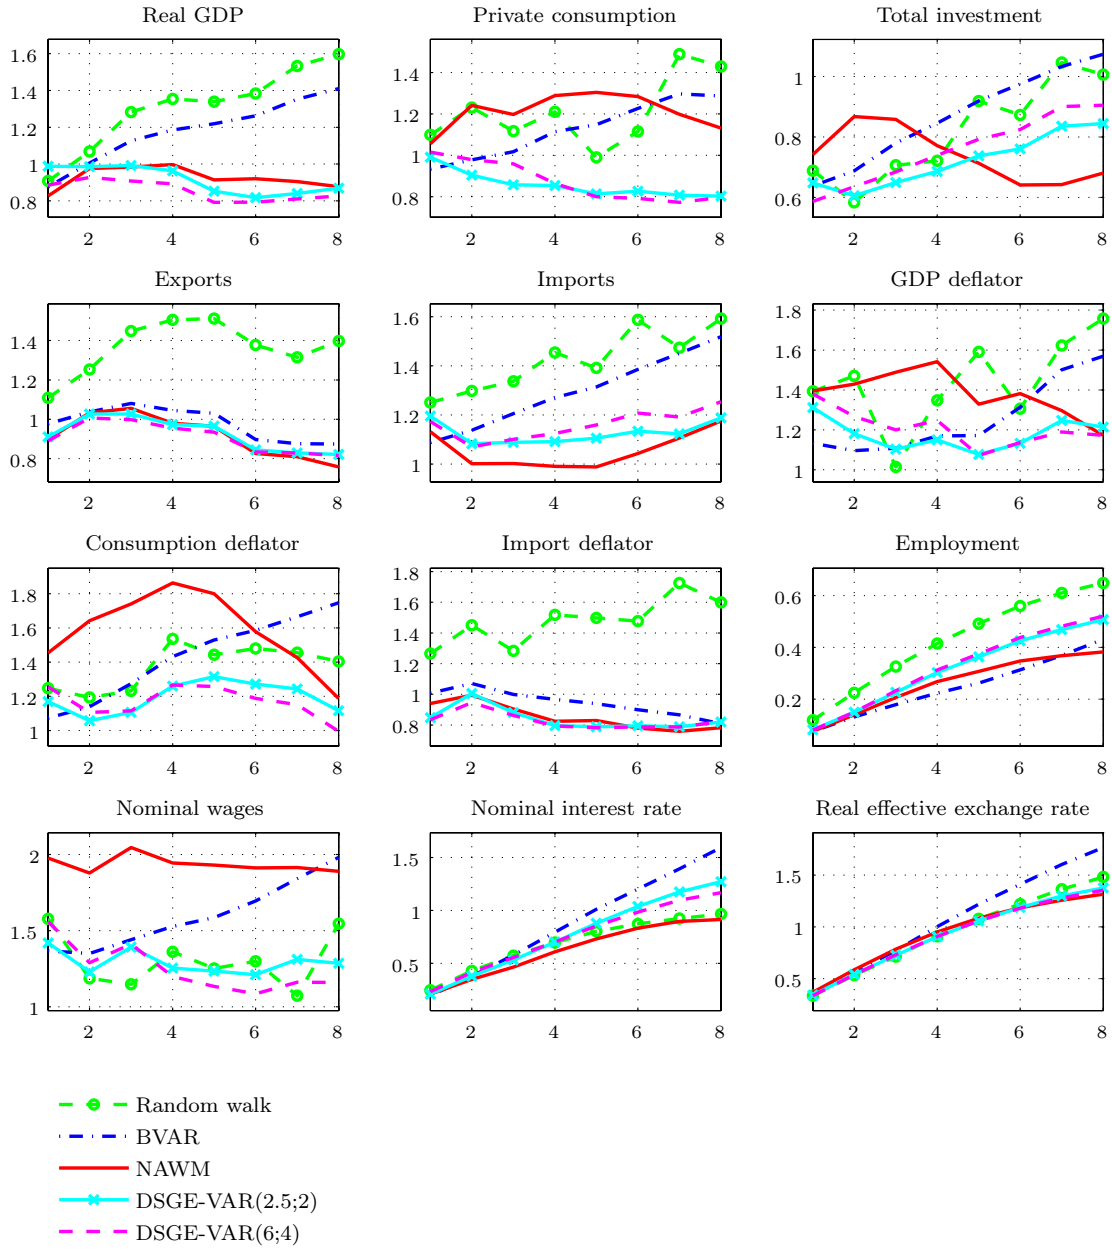 Real GDP
Private consumption
Total investment
1.6
1.4
1.2
1
0.8
2 4 6 8
1.4
1.2
1
0.8
2 4 6 8
1
0.8
0.6
2 4 6 8
Exports
Imports
GDP deflator
1.4
1.2
1
0.8
2 4 6 8
1.6
1.4
1.2
1
2 4 6 8
1.8
1.6
1.4
1.2
1
2 4 6 8
Consumption deflator
Import deflator
Employment
1.8
1.6
1.4
1.2
1
2 4 6 8
1.8
1.6
1.4
1.2
1
0.8
2 4 6 8
0.6
0.4
0.2
2 4 6 8
Nominal wages
Nominal interest rate
Real effective exchange rate
2
1.5
1
2 4 6 8
1.5
1
0.5
2 4 6 8
1.5
1
0.5
2 4 6 8
Random walk
BVAR
NAWM
DSGE-VAR(2.5;2)
DSGE-VAR(6;4)